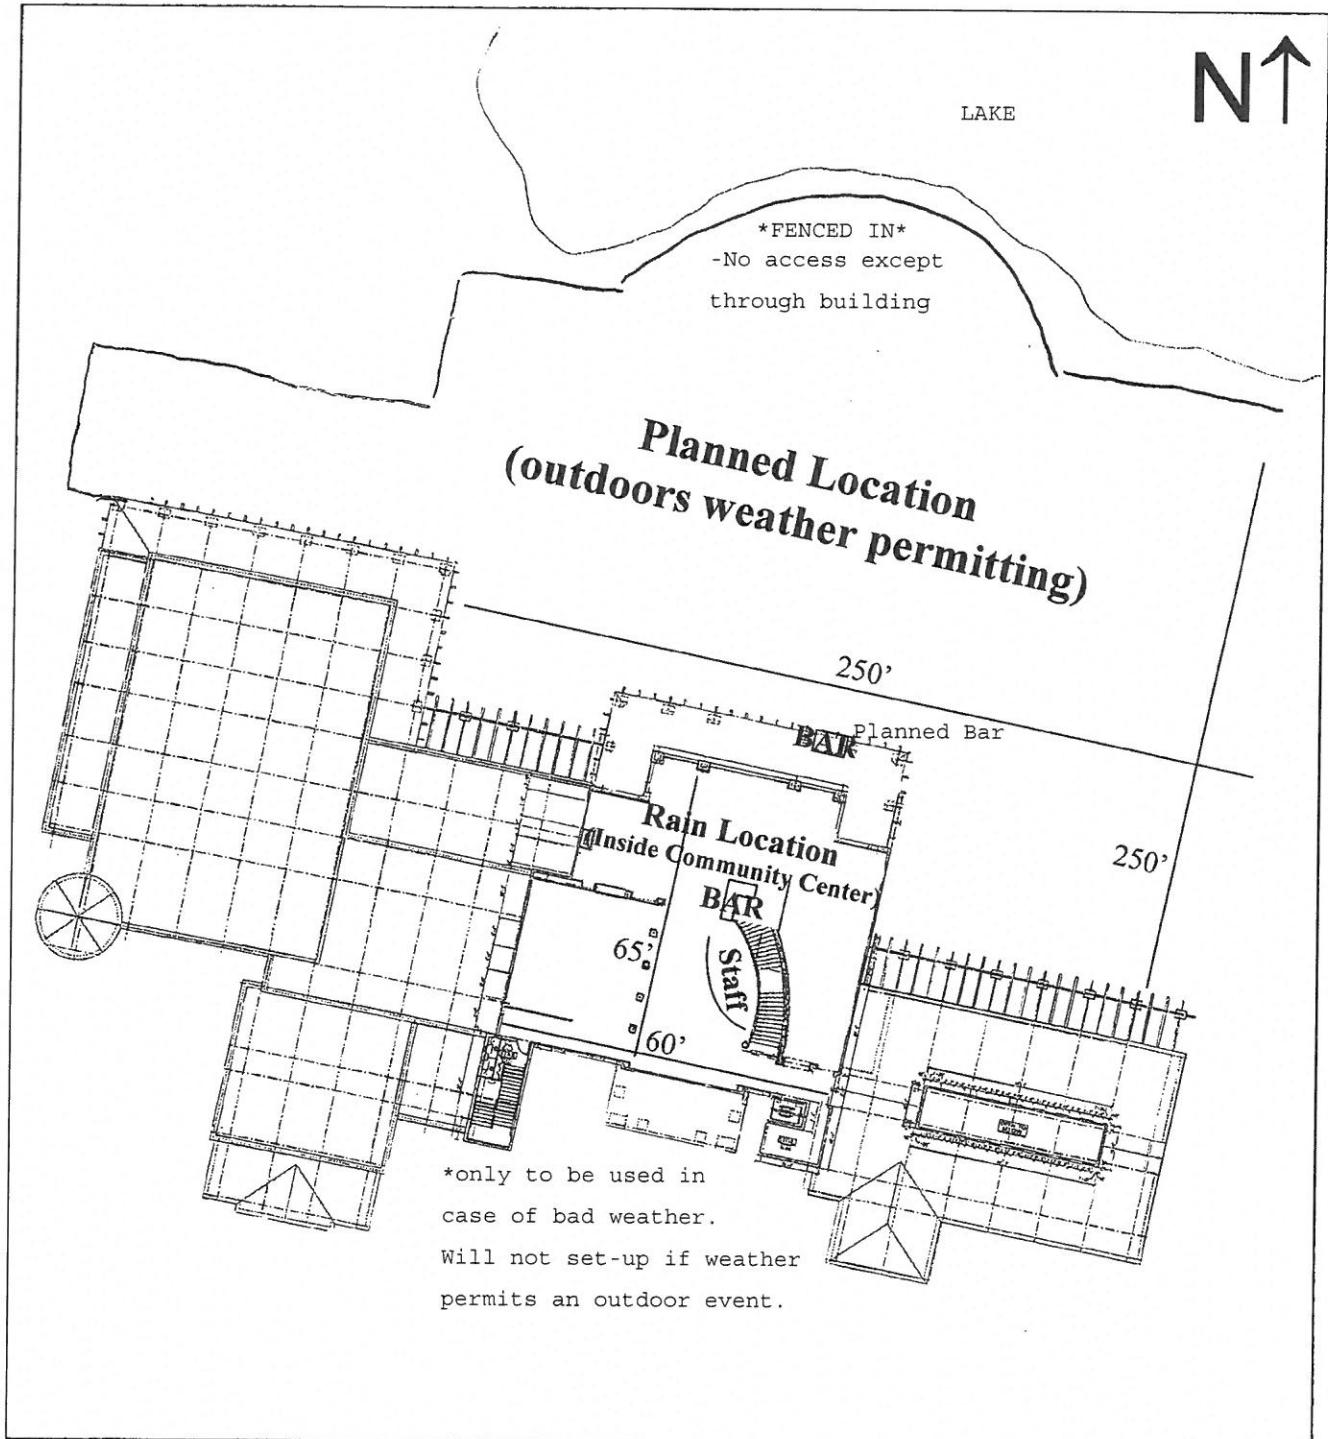 N
LAKE
*FENCED IN*
-No access except
through building
Planned Location
(outdoors weather permitting)
250'
BAR
Planned Bar
Rain Location
(Inside Community Center)
250'
BAR
65'
Staff
60'
*only to be used in
case of bad weather.
Will not set-up if weather
permits an outdoor event.